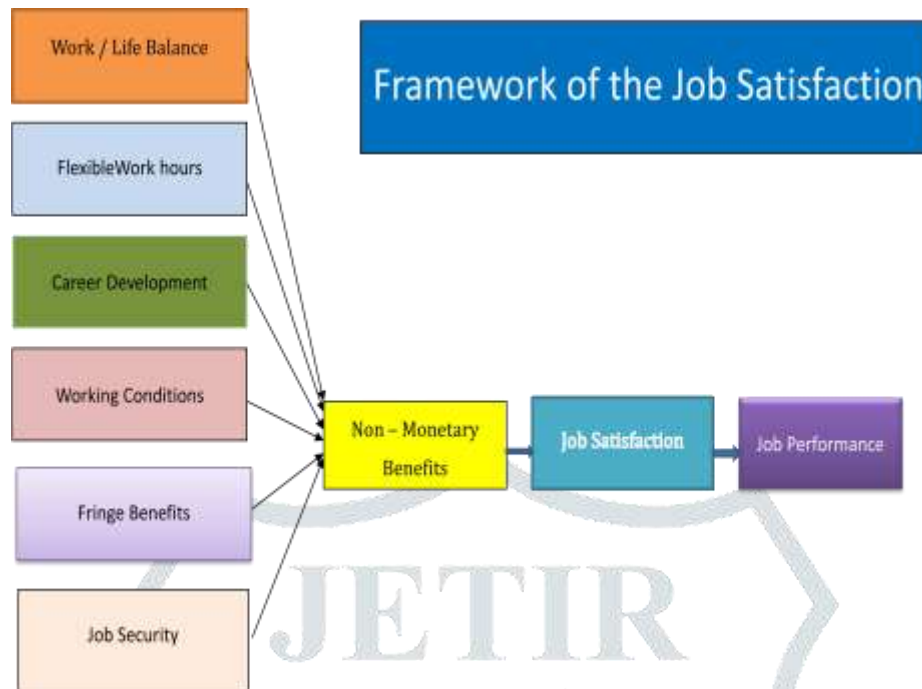 Work / Life Balance
Framework of the Job Satisfaction
FlexibleWork hours
Career Development
Working Conditions
Non – Monetary
Benefits
Job Satisfaction
Job Performance
Fringe Benefits
Job Security
JETIR